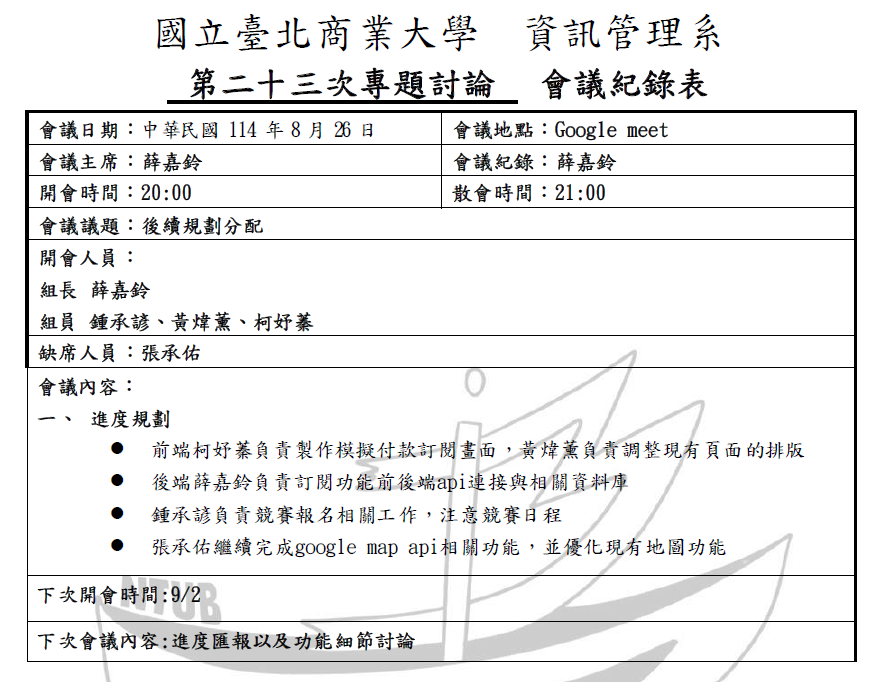 國立臺北商業大學 資訊管理系
第二十三次專題討論 會議紀錄表
會議日期：中華民國 114 年 8 月 26 日 會議地點：Google meet
會議主席：薛嘉鈴 會議紀錄：薛嘉鈴
開會時間：20:00 散會時間：21:00
會議議題：後續規劃分配
開會人員：
組長 薛嘉鈴
組員 鍾承諺、黃煒薰、柯妤蓁
缺席人員：張承佑
會議內容：
一、 進度規劃
● 前端柯妤蓁負責製作模擬付款訂閱畫面，黃煒薰負責調整現有頁面的排版
● 後端薛嘉鈴負責訂閱功能前後端api連接與相關資料庫
● 鍾承諺負責競賽報名相關工作，注意競賽日程
● 張承佑繼續完成google map api相關功能，並優化現有地圖功能
NTUB
下次開會時間:9/2
下次會議內容:進度匯報以及功能細節討論